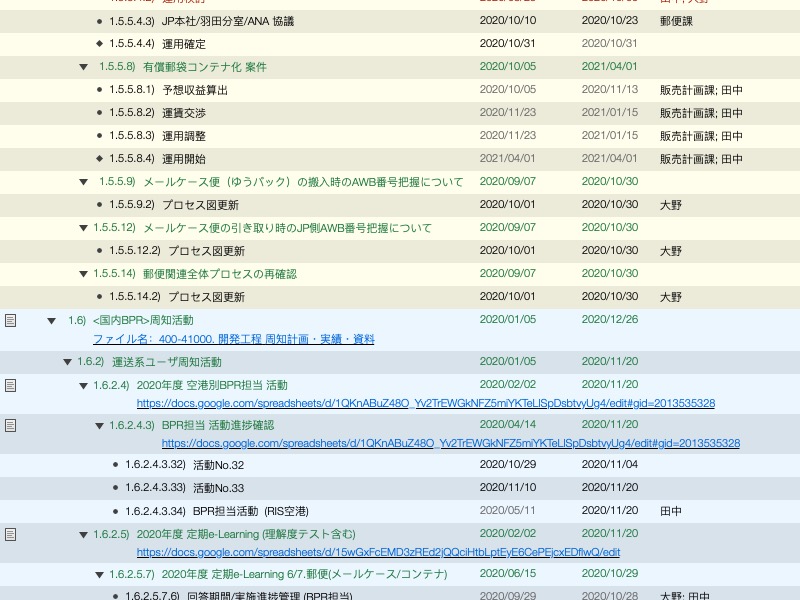 1.5.5.4.3) JP本社/羽田分室/ANA 協議 2020/10/10 2020/10/23 郵便課
1.5.5.4.4) 運用確定 2020/10/31 2020/10/31
1.5.5.8) 有償郵袋コンテナ化 案件 2020/10/05 2021/04/01
1.5.5.8.1) 予想収益算出 2020/10/05 2020/11/13 販売計画課; 田中
1.5.5.8.2) 運賃交渉 2020/11/23 2021/01/15 販売計画課; 田中
1.5.5.8.3) 運用調整 2020/11/23 2021/01/15 販売計画課; 田中
1.5.5.8.4) 運用開始 2021/04/01 2021/04/01 販売計画課; 田中
1.5.5.9) メールケース便（ゆうパック）の搬入時のAWB番号把握について 2020/09/07 2020/10/30
1.5.5.9.2) プロセス図更新 2020/10/01 2020/10/30 大野
1.5.5.12) メールケース便の引き取り時のJP側AWB番号把握について 2020/09/07 2020/10/30
1.5.5.12.2) プロセス図更新 2020/10/01 2020/10/30 大野
1.5.5.14) 郵便関連全体プロセスの再確認 2020/09/07 2020/10/30
1.5.5.14.2) プロセス図更新 2020/10/01 2020/10/30 大野
1.6) <国内BPR>周知活動 2020/01/05 2020/12/26
ファイル名：400-41000. 開発工程 周知計画・実績・資料
1.6.2) 運送系ユーザ周知活動 2020/01/05 2020/11/20
1.6.2.4) 2020年度 空港別BPR担当 活動 2020/02/02 2020/11/20
https://docs.google.com/spreadsheets/d/1QKnABuZ48O_Yv2TrEWGkNFZ5miYKTeLlSpDsbtvyUg4/edit#gid=2013535328
1.6.2.4.3) BPR担当 活動進捗確認 2020/04/14 2020/11/20
https://docs.google.com/spreadsheets/d/1QKnABuZ48O_Yv2TrEWGkNFZ5miYKTeLlSpDsbtvyUg4/edit#gid=2013535328
1.6.2.4.3.32) 活動No.32 2020/10/29 2020/11/04
1.6.2.4.3.33) 活動No.33 2020/11/10 2020/11/20
1.6.2.4.3.34) BPR担当活動 (RIS空港) 2020/05/11 2020/11/20 田中
1.6.2.5) 2020年度 定期e-Learning (理解度テスト含む) 2020/02/02 2020/11/20
https://docs.google.com/spreadsheets/d/15wGxFcEMD3zREd2jQQciHtbLptEyE6CePEjcxEDflwQ/edit
1.6.2.5.7) 2020年度 定期e-Learning 6/7.郵便(メールケース/コンテナ) 2020/06/15 2020/10/29
1.6.2.5.7.6) 回答期間/実施進捗管理 (BPR担当) 2020/09/29 2020/10/28 大野; 田中